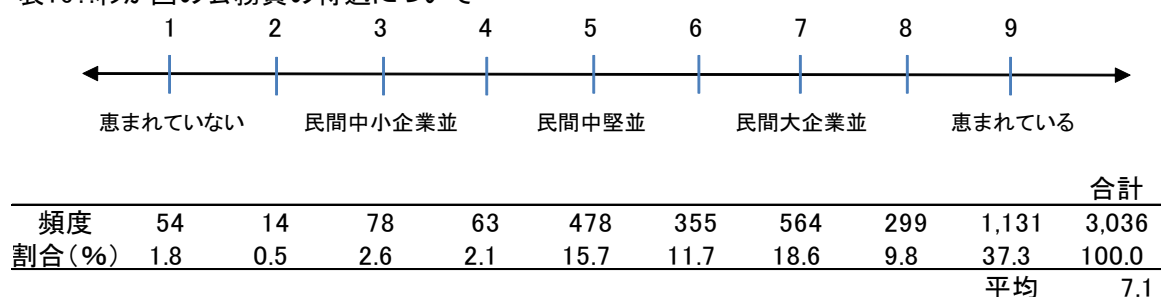 1 2 3 4 5 6 7 8 9
恵まれていない 民間中小企業並 民間中堅並 民間大企業並 恵まれている
合計
頻度 54 14 78 63 478 355 564 299 1,131 3,036
割合(%) 1.8 0.5 2.6 2.1 15.7 11.7 18.6 9.8 37.3 100.0
平均 7.1